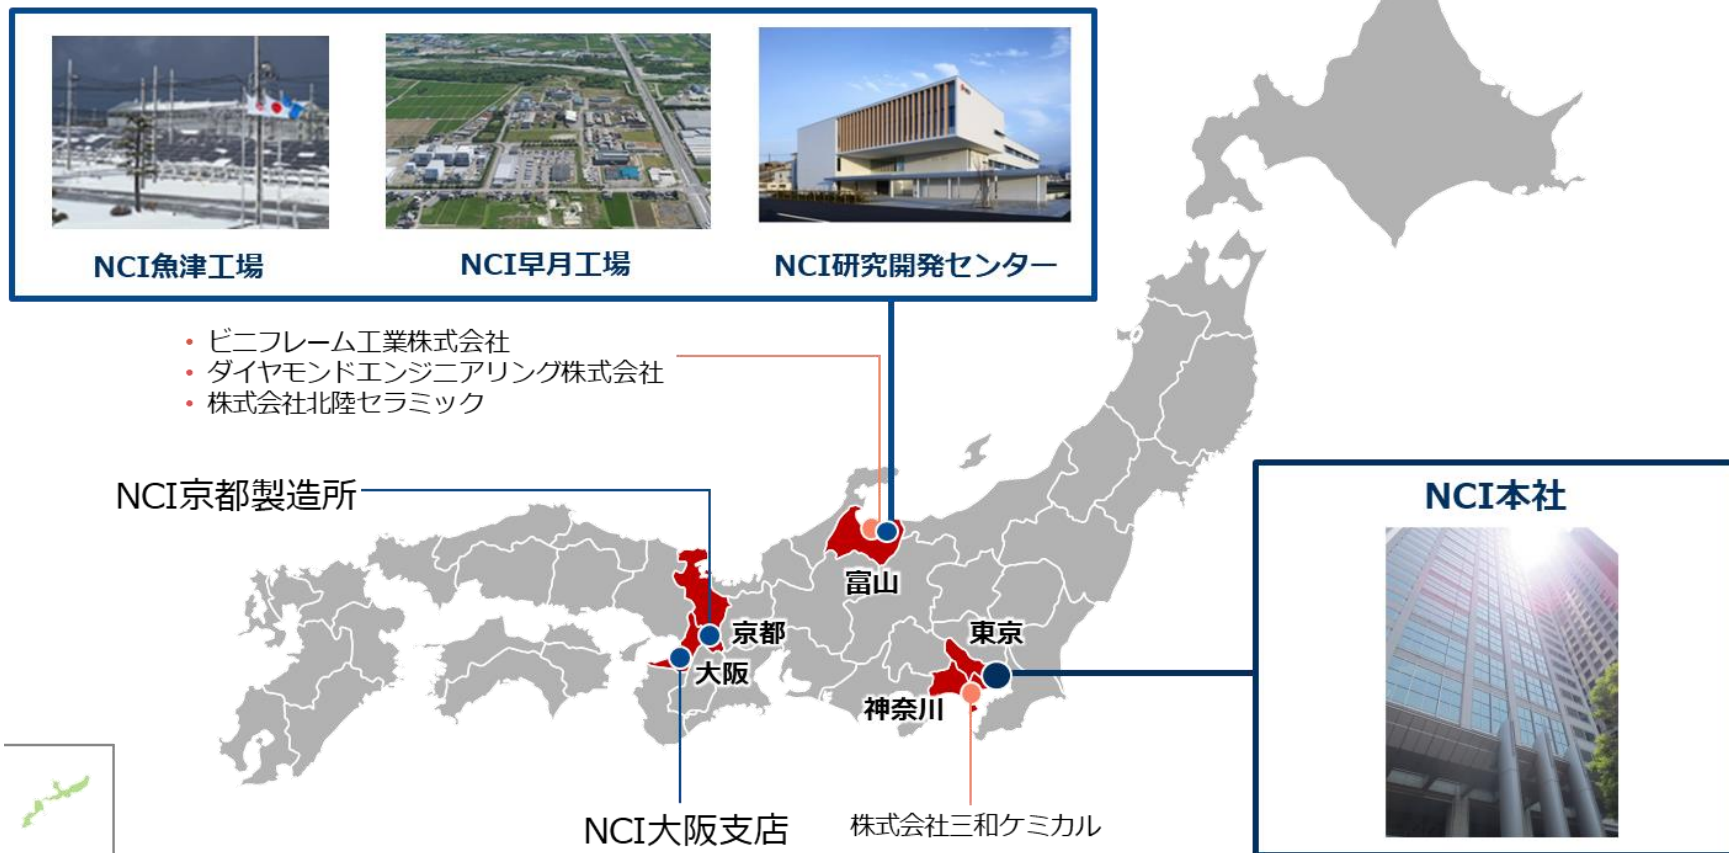 NCI魚津工場
NCI早月工場
NCI研究開発センター
• ビニフレーム工業株式会社
• ダイヤモンドエンジニアリング株式会社
• 株式会社北陸セラミック
NCI京都製造所
NCI本社
富山
京都
東京
大阪
神奈川
NCI大阪支店
株式会社三和ケミカル